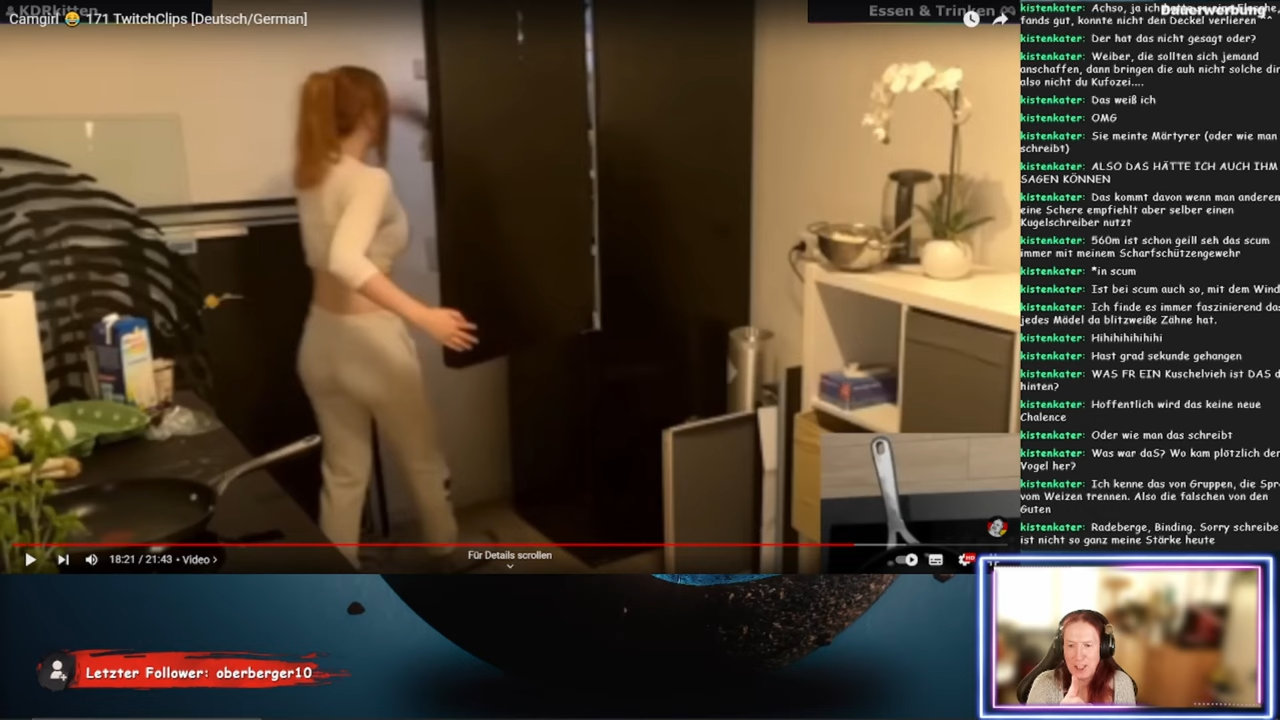 KDRkitten
Camgirl 😂 171 TwitchClips [Deutsch/German]
Essen & Trinken
Dauerwerbung
kistenkater: Achso, ja ich
fands gut, konnte nicht den Deckel verlieren ^^
kistenkater: Der hat das nicht gesagt oder?
kistenkater: Weiber, die sollten sich jemand
anschaffen, dann bringen die auh nicht solche din
also nicht du Kufozei....
kistenkater: Das weiß ich
kistenkater: OMG
kistenkater: Sie meinte Märtyrer (oder wie man
schreibt)
kistenkater: ALSO DAS HÄTTE ICH AUCH IHM
SAGEN KÖNNEN
kistenkater: Das kommt davon wenn man anderen
eine Schere empfiehlt aber selber einen
Kugelschreiber nutzt
kistenkater: 560m ist schon geill seh das scum
immer mit meinem Scharfschützengewehr
kistenkater: *in scum
kistenkater: Ist bei scum auch so, mit dem Wind
kistenkater: Ich finde es immer faszinierend das
jedes Mädel da blitzweiße Zähne hat.
kistenkater: Hihihihihihi
kistenkater: Hast grad sekunde gehangen
kistenkater: WAS FR EIN Kuschelvieh ist DAS d
hinten?
kistenkater: Hoffentlich wird das keine neue
Chalence
kistenkater: Oder wie man das schreibt
kistenkater: Was war daS? Wo kam plötzlich der
Vogel her?
kistenkater: Ich kenne das von Gruppen, die Spr
vom Weizen trennen. Also die falschen von den
Guten
kistenkater: Radeberge, Binding. Sorry schreibe
ist nicht so ganz meine Stärke heute
Für Details scrollen
18:21 / 21:43 • Video ›
HD
Letzter Follower: oberberger10